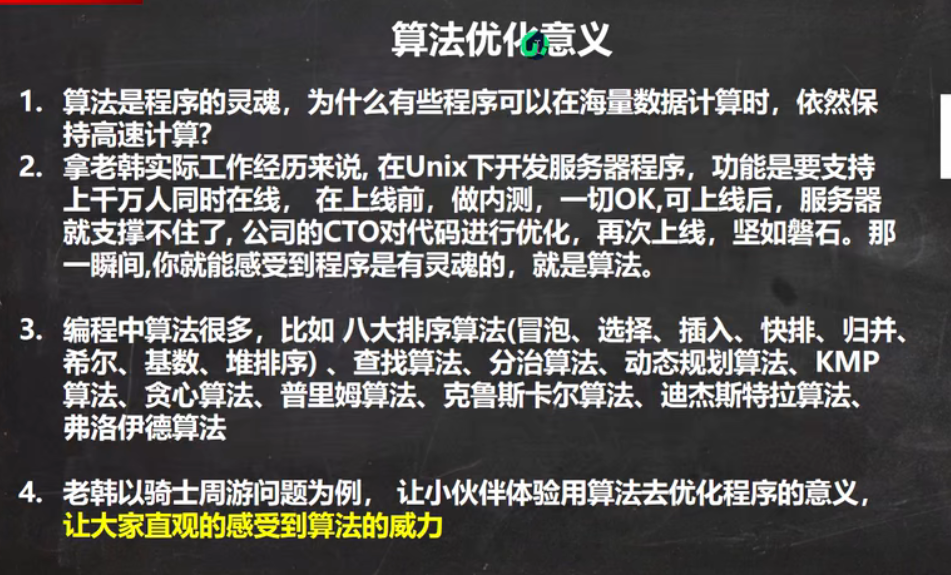 算法优化意义
1. 算法是程序的灵魂，为什么有些程序可以在海量数据计算时，依然保
持高速计算?
2. 拿老韩实际工作经历来说, 在Unix下开发服务器程序，功能是要支持
上千万人同时在线， 在上线前，做内测，一切OK,可上线后，服务器
就支撑不住了, 公司的CTO对代码进行优化，再次上线，坚如磐石。那
一瞬间,你就能感受到程序是有灵魂的，就是算法。
3. 编程中算法很多，比如 八大排序算法(冒泡、选择、插入、快排、归并、
希尔、基数、堆排序) 、查找算法、分治算法、动态规划算法、KMP
算法、贪心算法、普里姆算法、克鲁斯卡尔算法、迪杰斯特拉算法、
弗洛伊德算法
4. 老韩以骑士周游问题为例， 让小伙伴体验用算法去优化程序的意义，
让大家直观的感受到算法的威力